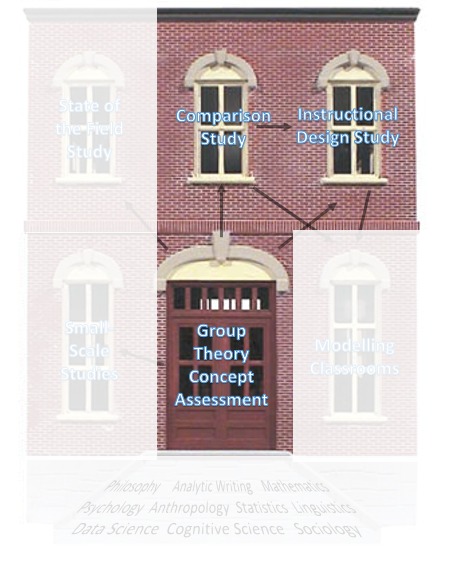 State of
the Field
Study
Comparison
Study
Instructional
Design Study
Small
Scale
Studies
Group
Theory
Concept
Assessment
Modelling
Classrooms
Philosophy Analytic Writing Mathematics
Psychology Anthropology Statistics Linguistics
Data Science Cognitive Science Sociology